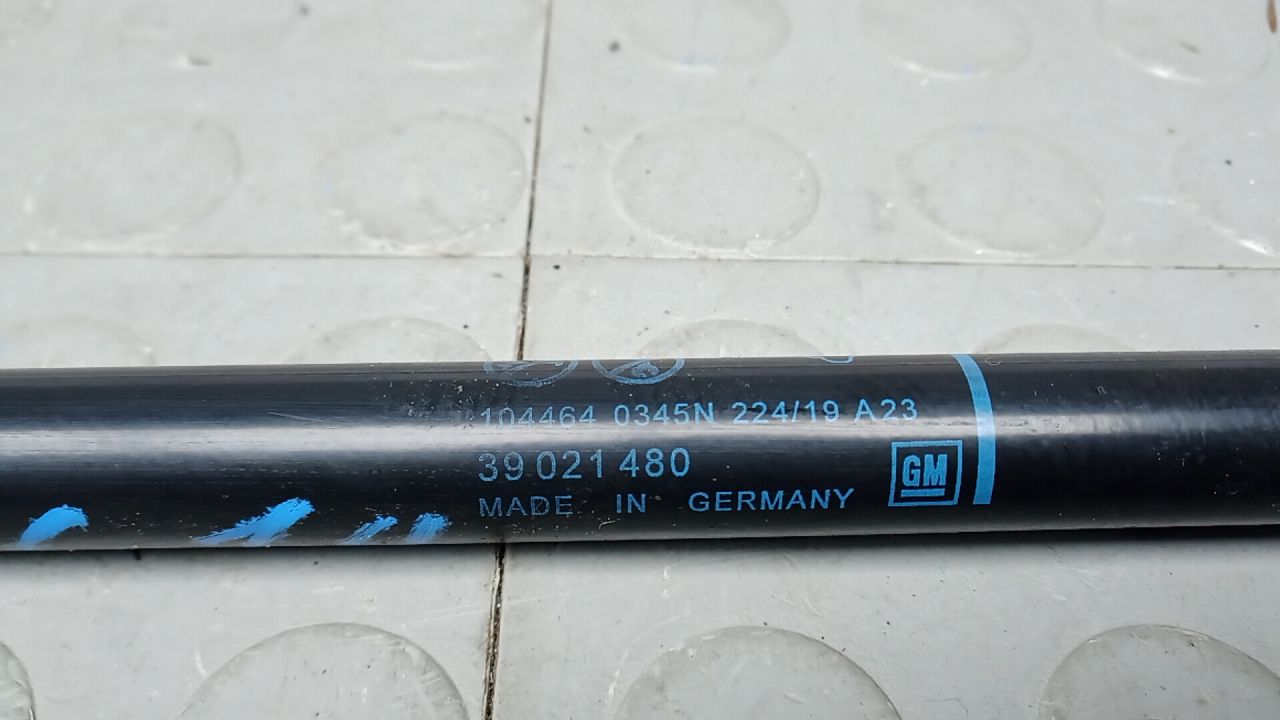 104464 0345N 224/19 A23
39 021 480
MADE IN GERMANY
GM